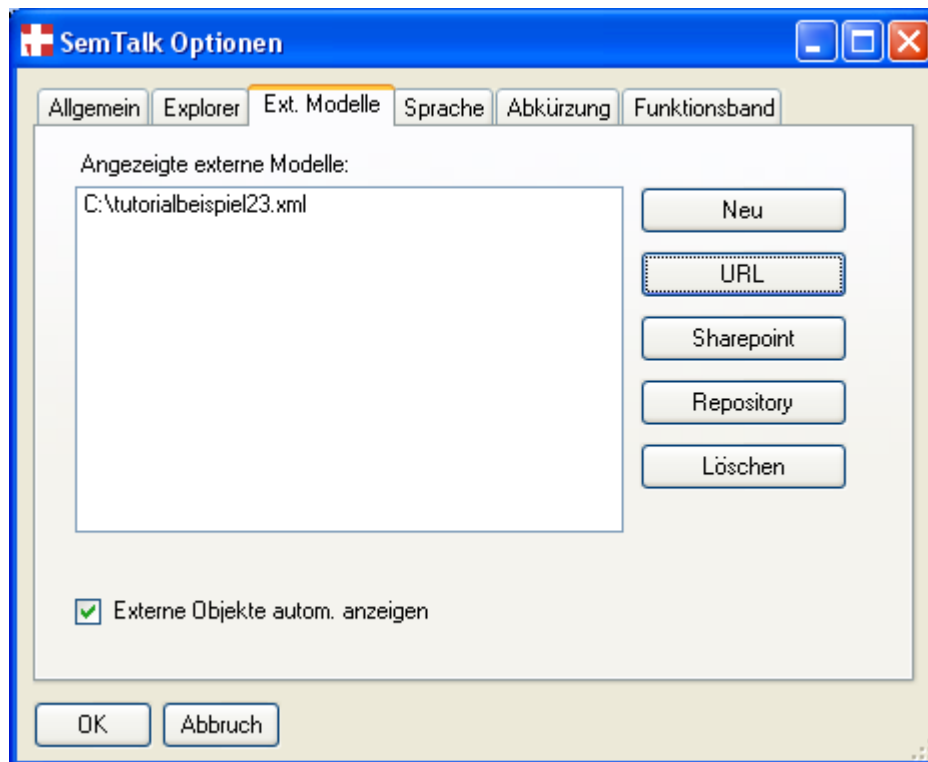 SemTalk Optionen
Allgemein Explorer Ext. Modelle Sprache Abkürzung Funktionsband
Angezeigte externe Modelle:
C:\tutorialbeispiel23.xml
Neu
URL
Sharepoint
Repository
Löschen
Externe Objekte autom. anzeigen
OK Abbruch